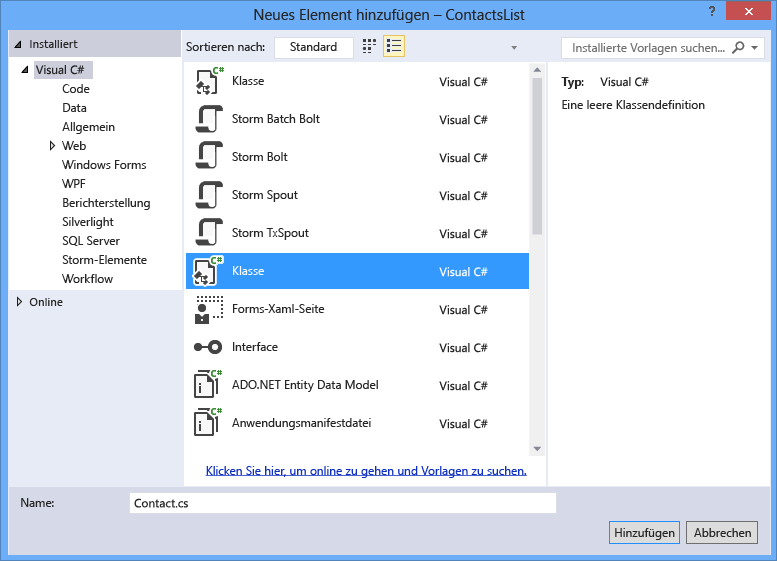 Neues Element hinzufügen – ContactsList
?
Installiert
Sortieren nach: Standard
Installierte Vorlagen suchen...
Visual C#
Code
Data
Allgemein
Web
Windows Forms
WPF
Berichterstellung
Silverlight
SQL Server
Storm-Elemente
Workflow
Online
C# Klasse Visual C#
Storm Batch Bolt Visual C#
Storm Bolt Visual C#
Storm Spout Visual C#
Storm TxSpout Visual C#
C# Klasse Visual C#
Forms-Xaml-Seite Visual C#
Interface Visual C#
C# ADO.NET Entity Data Model Visual C#
C# Anwendungsmanifestdatei Visual C#
Klicken Sie hier, um online zu gehen und Vorlagen zu suchen.
Typ: Visual C#
Eine leere Klassendefinition
Name: Contact.cs
Hinzufügen Abbrechen